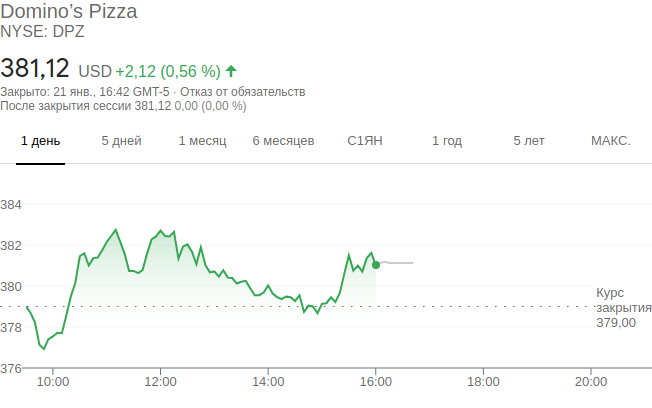 Domino's Pizza
NYSE: DPZ
381,12 USD +2,12 (0,56 %)
Закрыто: 21 янв., 16:42 GMT-5 · Отказ от обязательств
После закрытия сессии 381,12 0,00 (0,00 %)
1 день 5 дней 1 месяц 6 месяцев С1ЯН 1 год 5 лет МАКС.
384
382
380
378
376
Курс
закрытия
379,00
10:00 12:00 14:00 16:00 18:00 20:00